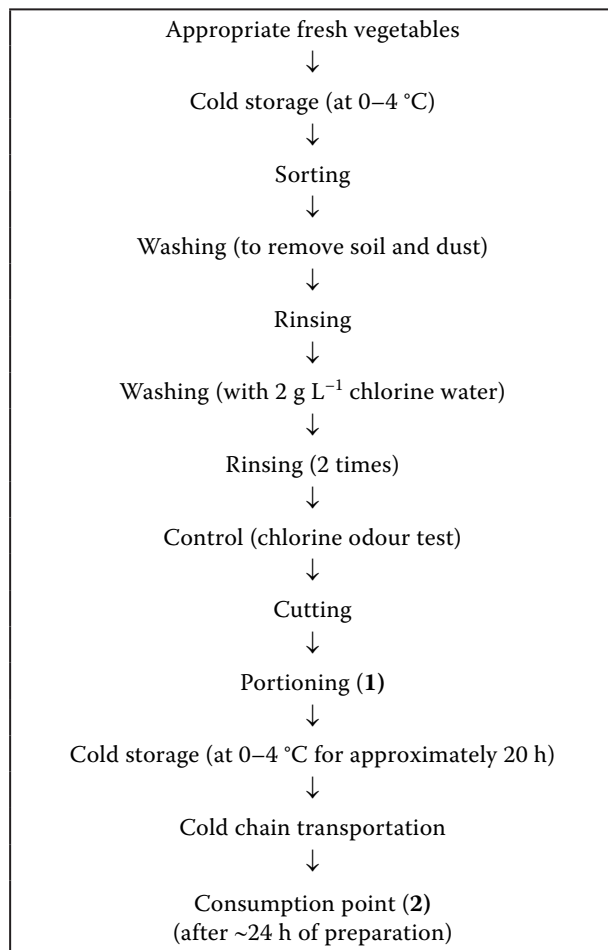 Appropriate fresh vegetables
↓
Cold storage (at 0–4 °C)
↓
Sorting
↓
Washing (to remove soil and dust)
↓
Rinsing
↓
Washing (with 2 g L⁻¹ chlorine water)
↓
Rinsing (2 times)
↓
Control (chlorine odour test)
↓
Cutting
↓
Portioning (1)
↓
Cold storage (at 0–4 °C for approximately 20 h)
↓
Cold chain transportation
↓
Consumption point (2)
(after ~24 h of preparation)